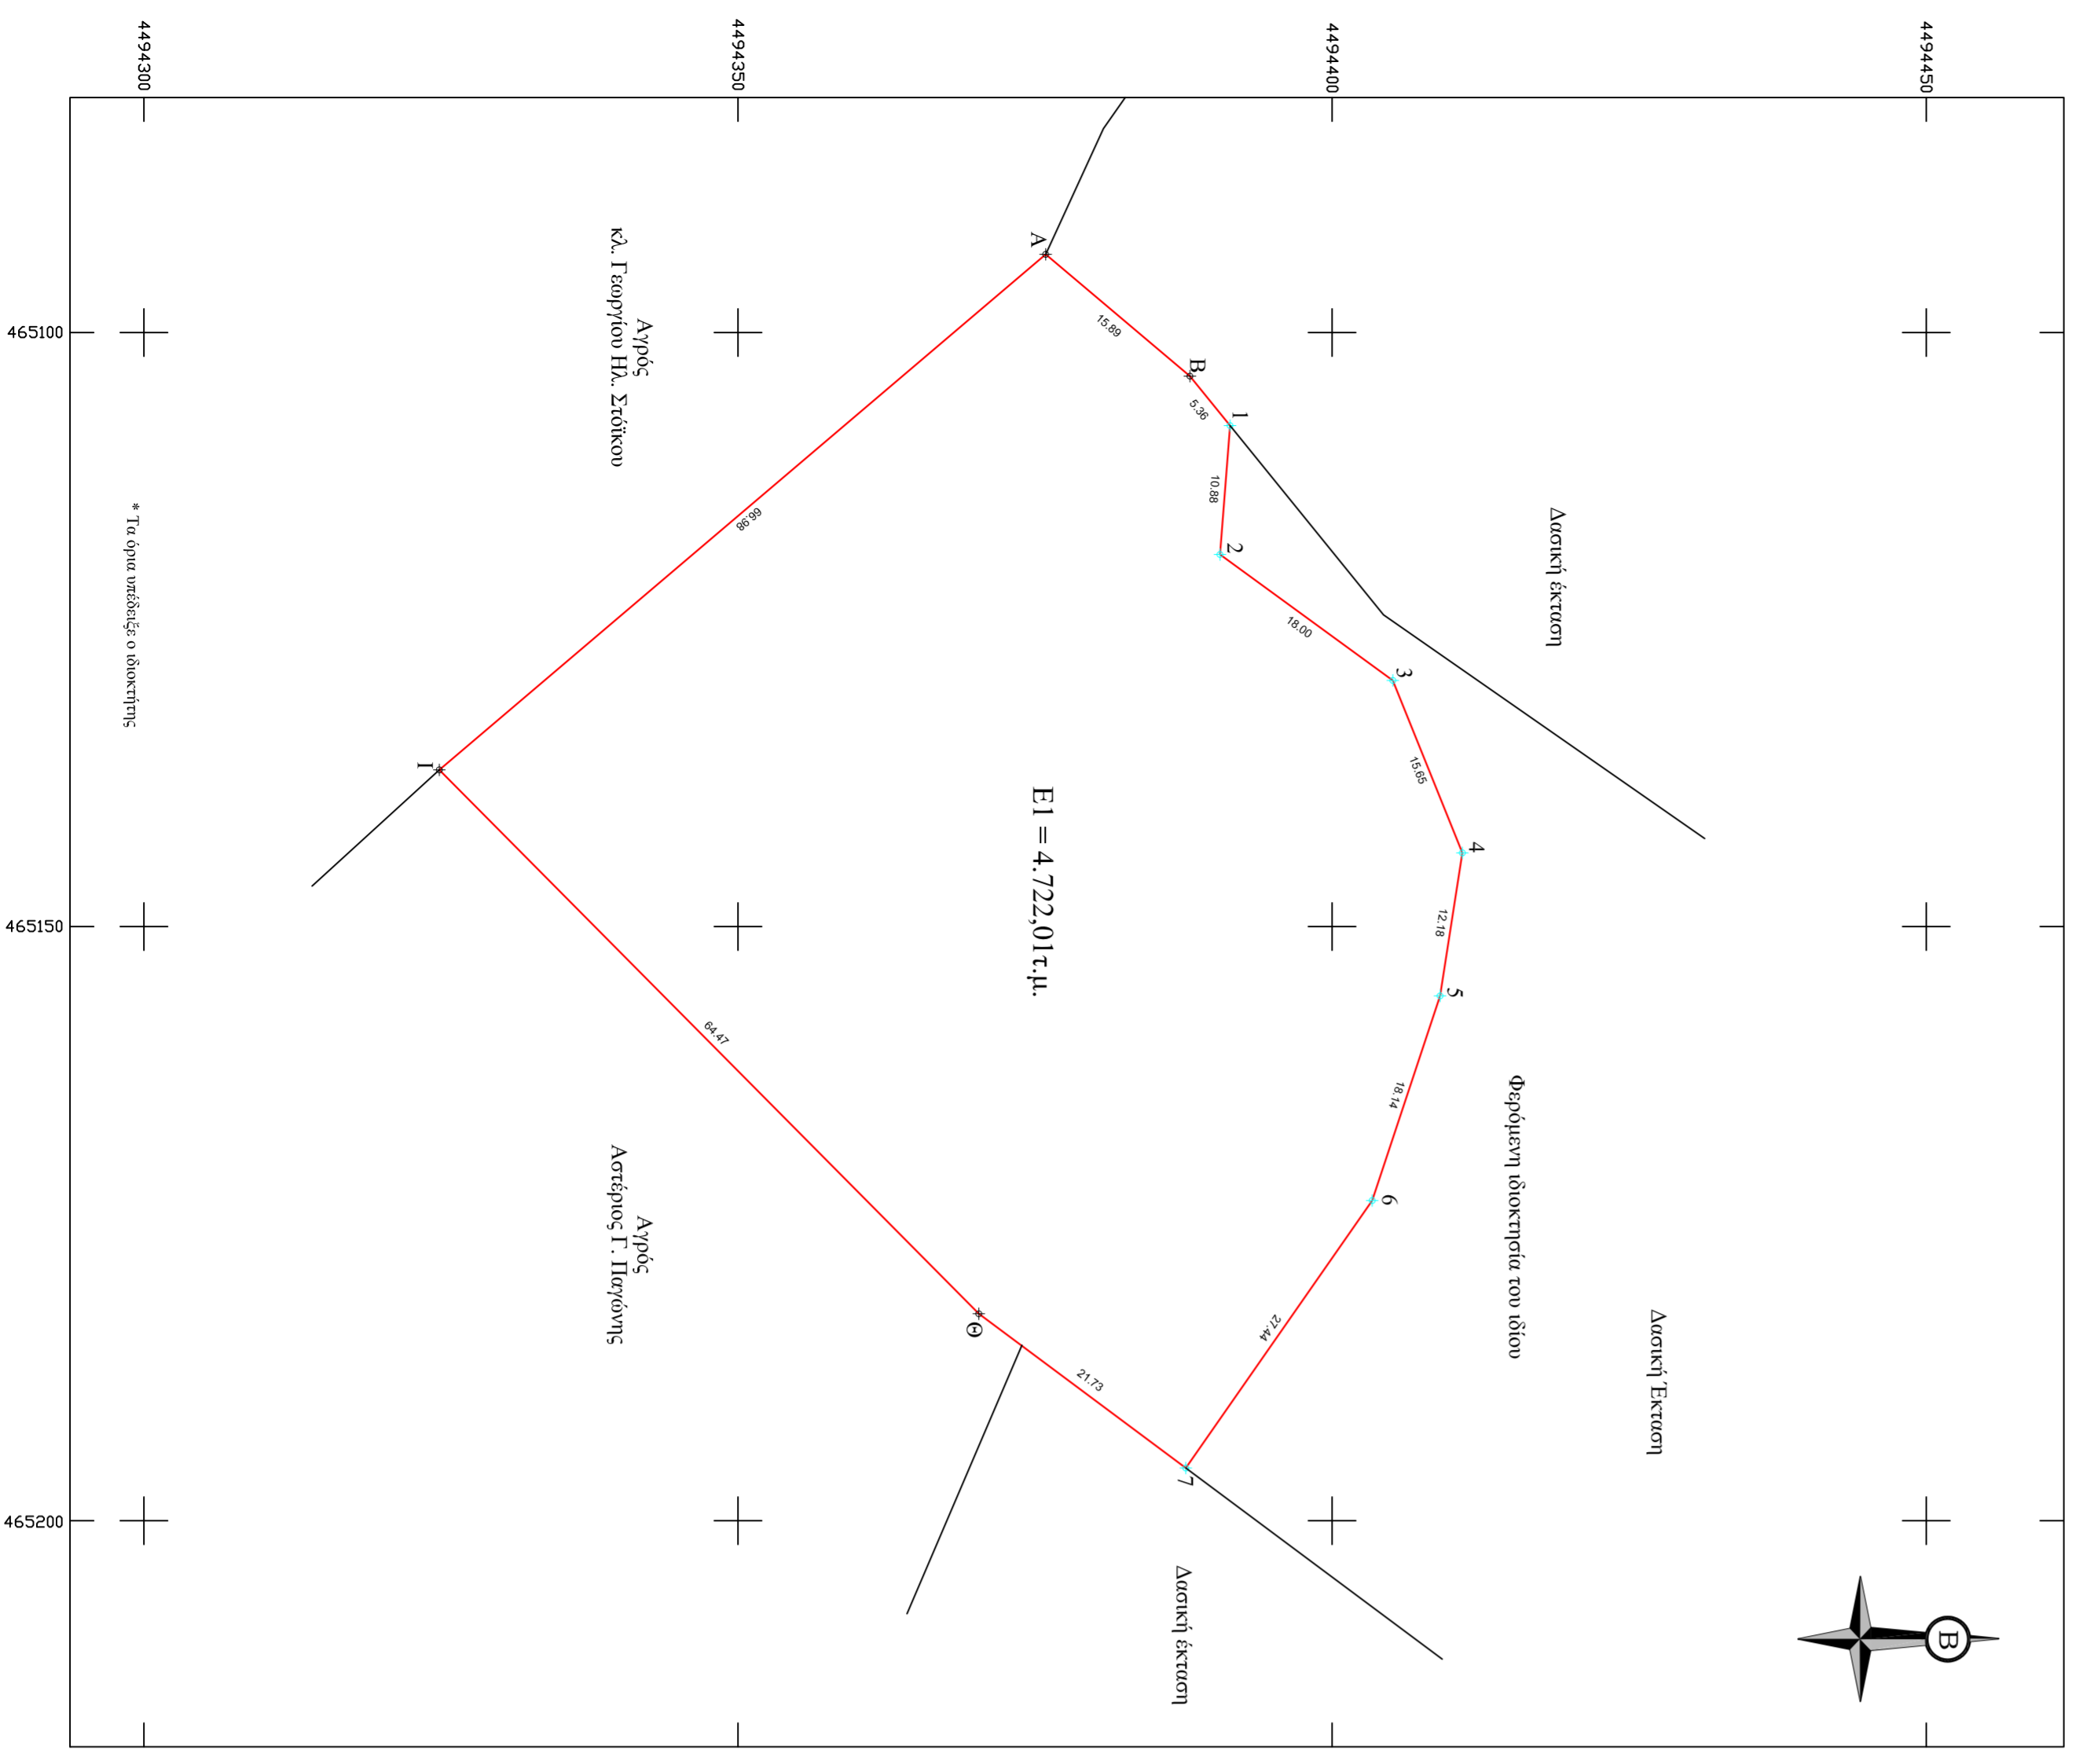 4494450
4494400
4494350
4494300
465100
465150
465200
Β
Δασική έκταση
Δασική Έκταση
Φερόμενη ιδιοκτησία του ιδίου
Δασική έκταση
Α
Β
1
2
3
4
5
6
7
Θ
Ι
15.89
5.36
10.88
18.00
15.65
12.18
18.14
27.44
21.73
64.47
66.98
Ε1 = 4.722,01τ.μ.
Αγρός
κλ. Γεωργίου Ηλ. Στόϊκου
Αγρός
Αστέριος Γ. Παγώνης
* Τα όρια υπέδειξε ο ιδιοκτήτης